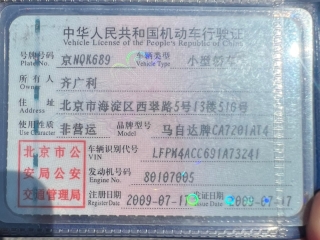 中华人民共和国机动车行驶证
Vehicle License of the People's Republic of China
号牌号码 Plate No. 京NQK689 车辆类型 Vehicle Type 小型
所有人 Owner 齐广利
住址 Address 北京市海淀区西翠路5号13楼516号
使用性质 Use Character 非营运 品牌型号 Model 马自达牌CA7201AT4
北京市公安局公安交通管理局
车辆识别代号 VIN LFPM4ACC691A73241
发动机号码 Engine No. 80107005
注册日期 Register Date 2009-07-17 发证日期 Issue Date 2009-07-17